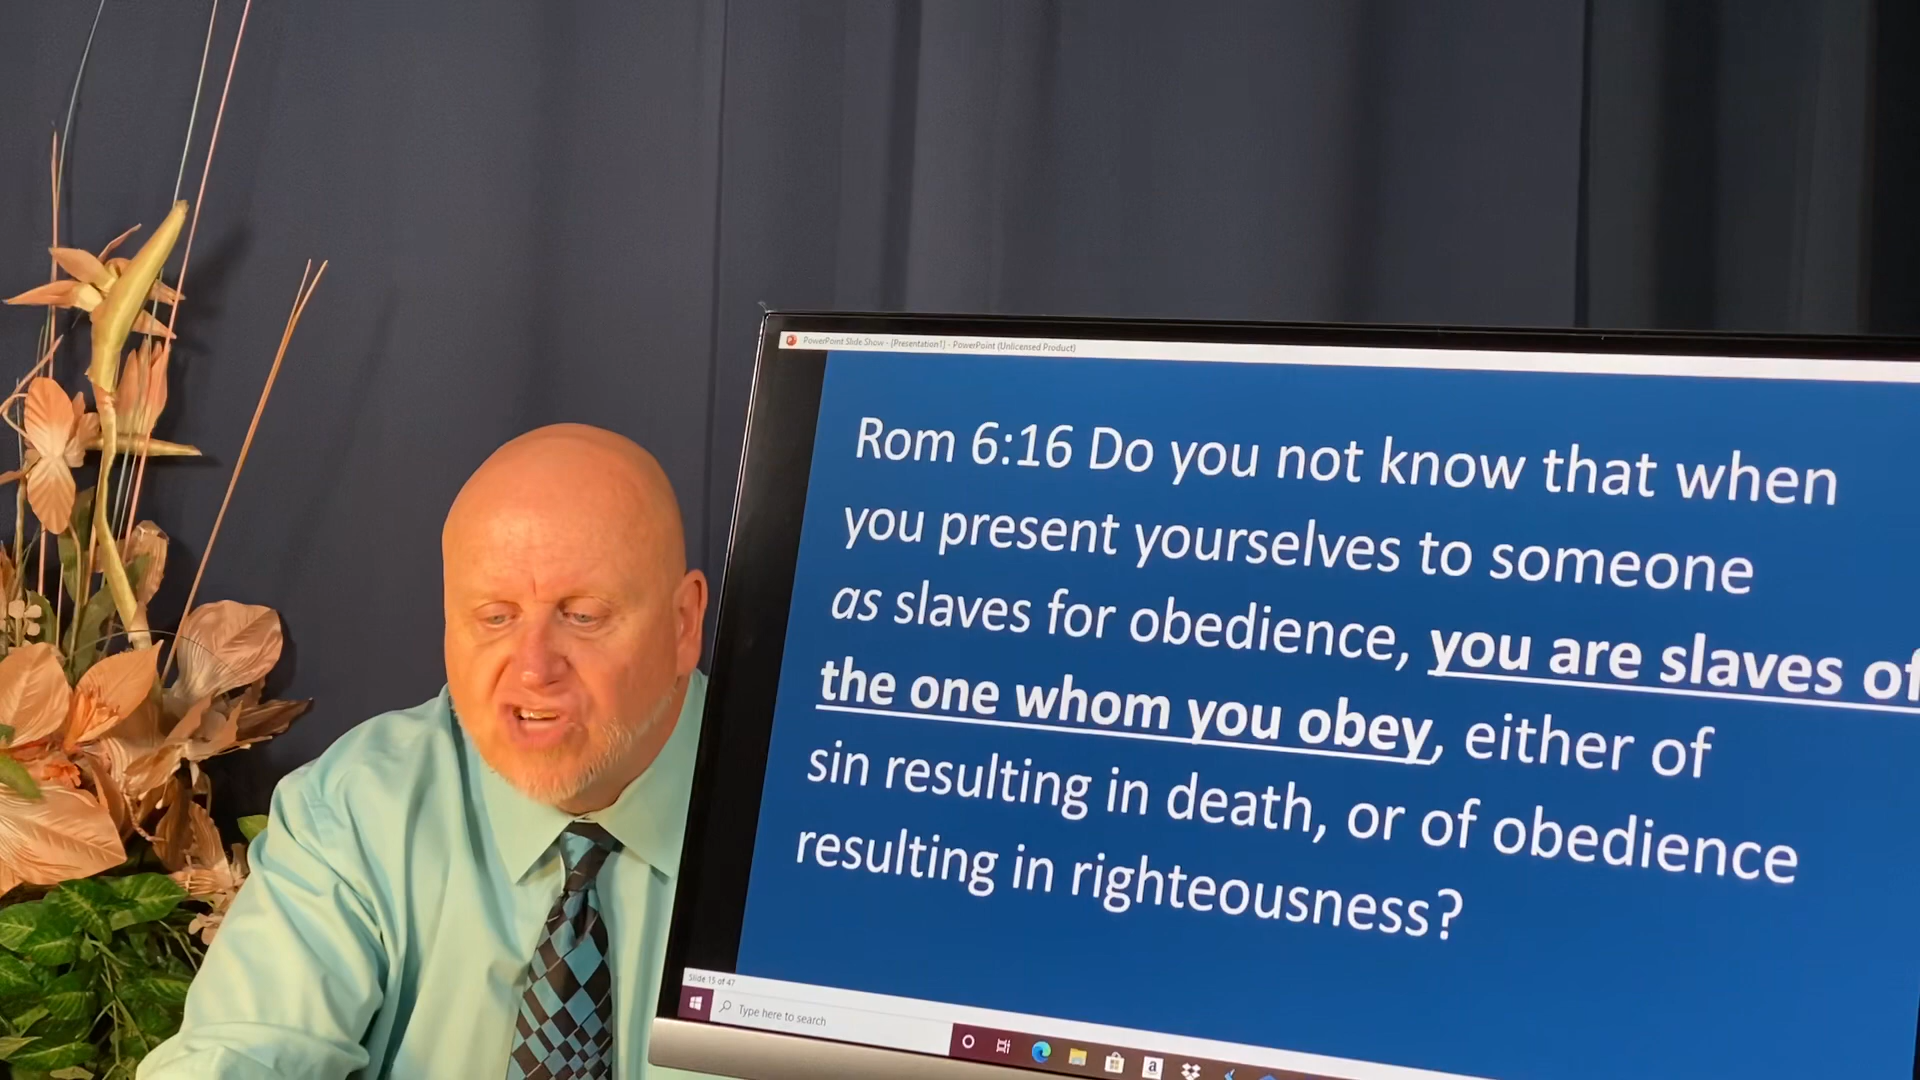 PowerPoint Slide Show - [Presentation1] - PowerPoint (Unlicensed Product)
Rom 6:16 Do you not know that when
you present yourselves to someone
as slaves for obedience, you are slaves of
the one whom you obey, either of
sin resulting in death, or of obedience
resulting in righteousness?
Slide 15 of 47
Type here to search
a